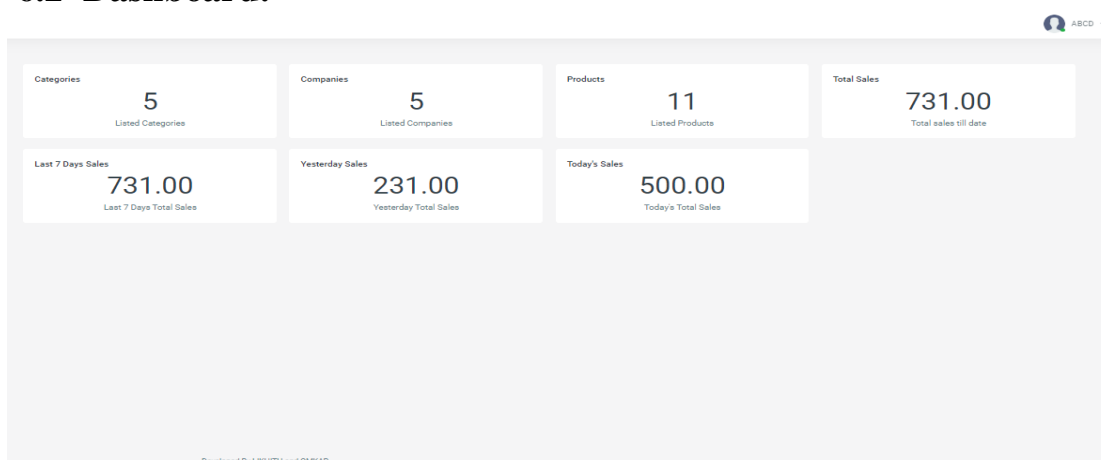 ABCD
Categories
5
Listed Categories
Companies
5
Listed Companies
Products
11
Listed Products
Total Sales
731.00
Total sales till date
Last 7 Days Sales
731.00
Last 7 Days Total Sales
Yesterday Sales
231.00
Yesterday Total Sales
Today's Sales
500.00
Today's Total Sales